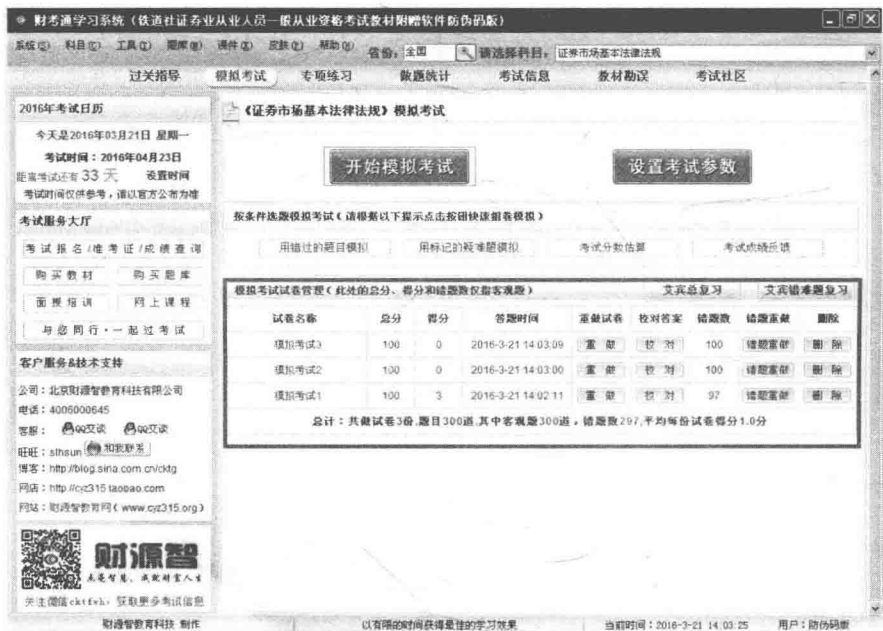 财考通学习系统（铁道社证券业从业人员一般从业资格考试教材附赠软件防伪码版）
系统 科目 工具 题库 课件 皮肤 帮助 省份：全国 请选择科目：证券市场基本法律法规
过关指导 模拟考试 专项练习 做题统计 考试信息 教材勘误 考试社区
2016年考试日历
今天是2016年03月21日 星期一
考试时间：2016年04月23日
距离考试还有 33 天 设置时间
考试时间仅供参考，请以官方公布为准
考试服务大厅
考试报名/准考证/成绩查询
购买教材 购买题库
面授培训 网上课程
与您同行·一起过考试
客户服务&技术支持
公司：北京财源智教育科技有限公司
电话：4006000645
客服：QQ交谈 QQ交谈
旺旺：slhsun 和我联系
博客：http://blog.sina.com.cn/cktg
网店：http://cyz315.taobao.com
网站：财源智教育网（www.cyz315.org）
财源智
点亮智慧，成就财富人生
关注微信cktfwh，获取更多考试信息
《证券市场基本法律法规》模拟考试
开始模拟考试 设置考试参数
按条件选题模拟考试（请根据以下提示点击按钮快速组卷模拟）
用错过的题目模拟 用标记的疑难题模拟 考试分数估算 考试成绩反馈
模拟考试试卷管理（此处的总分、得分和错题数仅指客观题） 艾宾总复习 艾宾错难题复习
试卷名称 总分 得分 答题时间 重做试卷 校对答案 错题数 错题重做 删除
模拟考试3 100 0 2016-3-21 14:03:09 重 做 校 对 100 错题重做 删 除
模拟考试2 100 0 2016-3-21 14:03:00 重 做 校 对 100 错题重做 删 除
模拟考试1 100 3 2016-3-21 14:02:11 重 做 校 对 97 错题重做 删 除
总计：共做试卷3份,题目300道,其中客观题300道，错题数297,平均每份试卷得分1.0分
财源智教育科技 制作 以有限的时间获得最佳的学习效果 当前时间：2016-3-21 14:03:25 用户：防伪码版